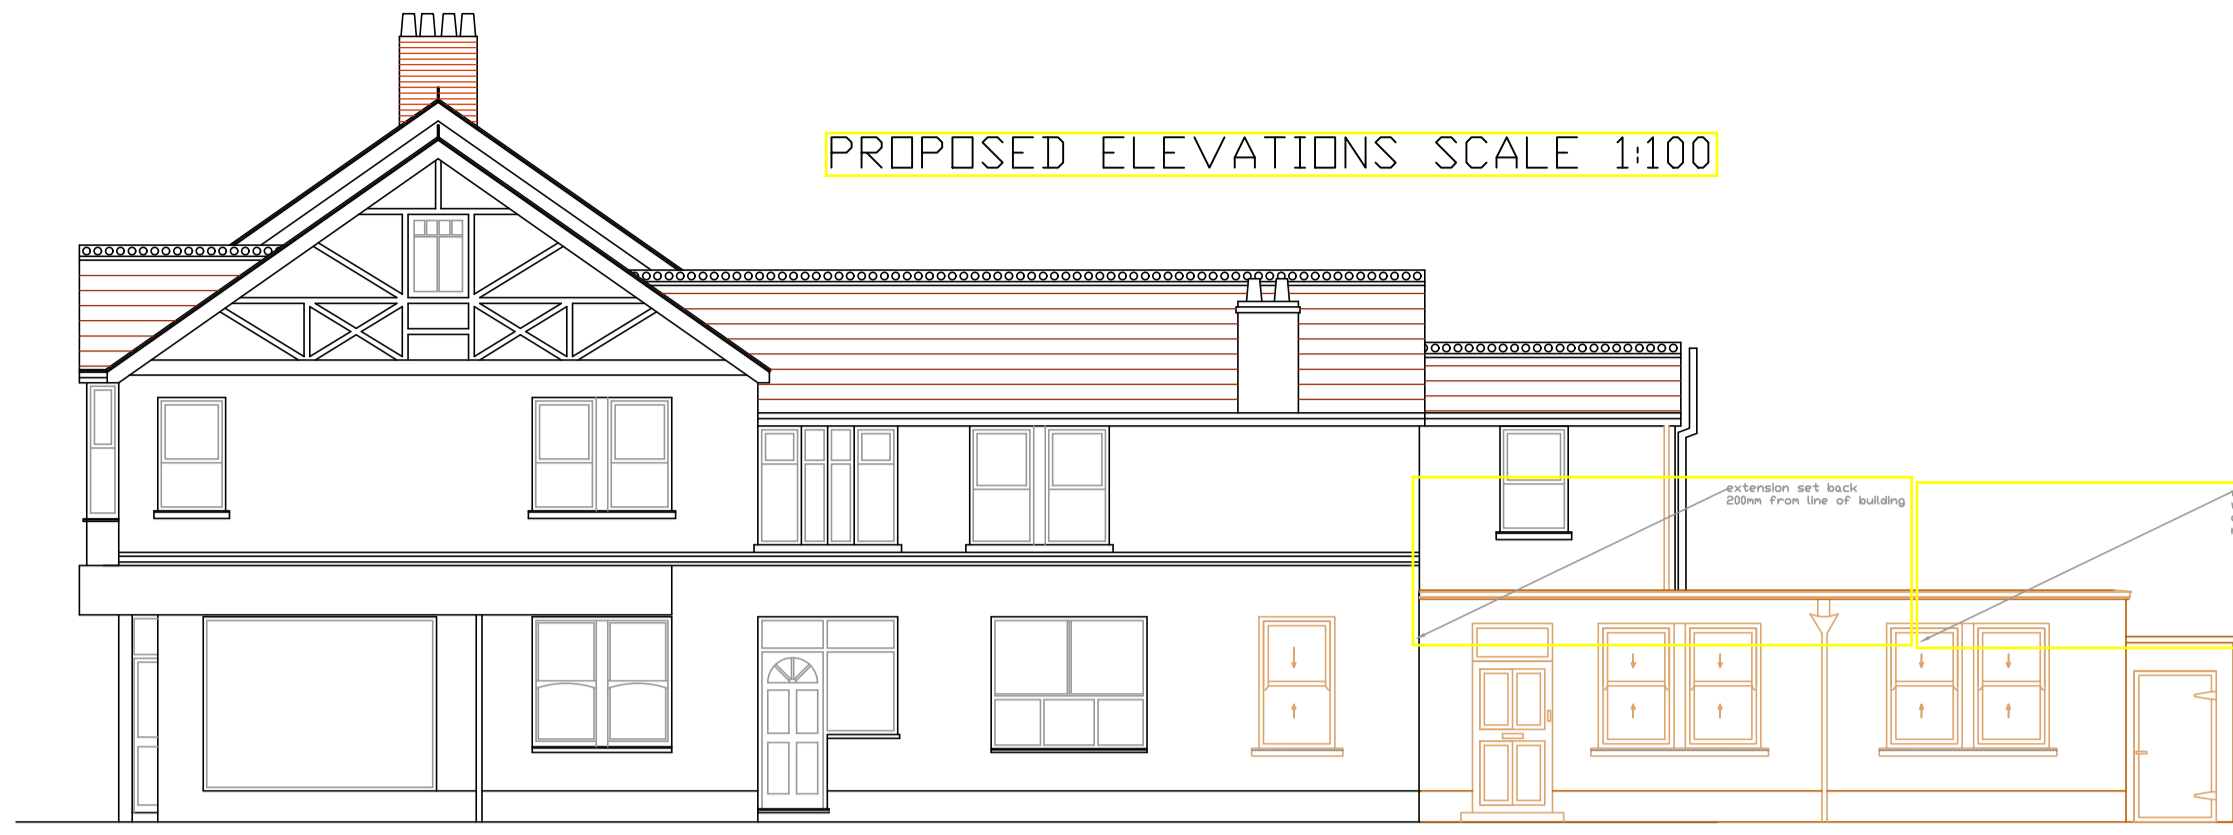 PROPOSED ELEVATIONS SCALE 1:100
extension set back
200mm from line of building